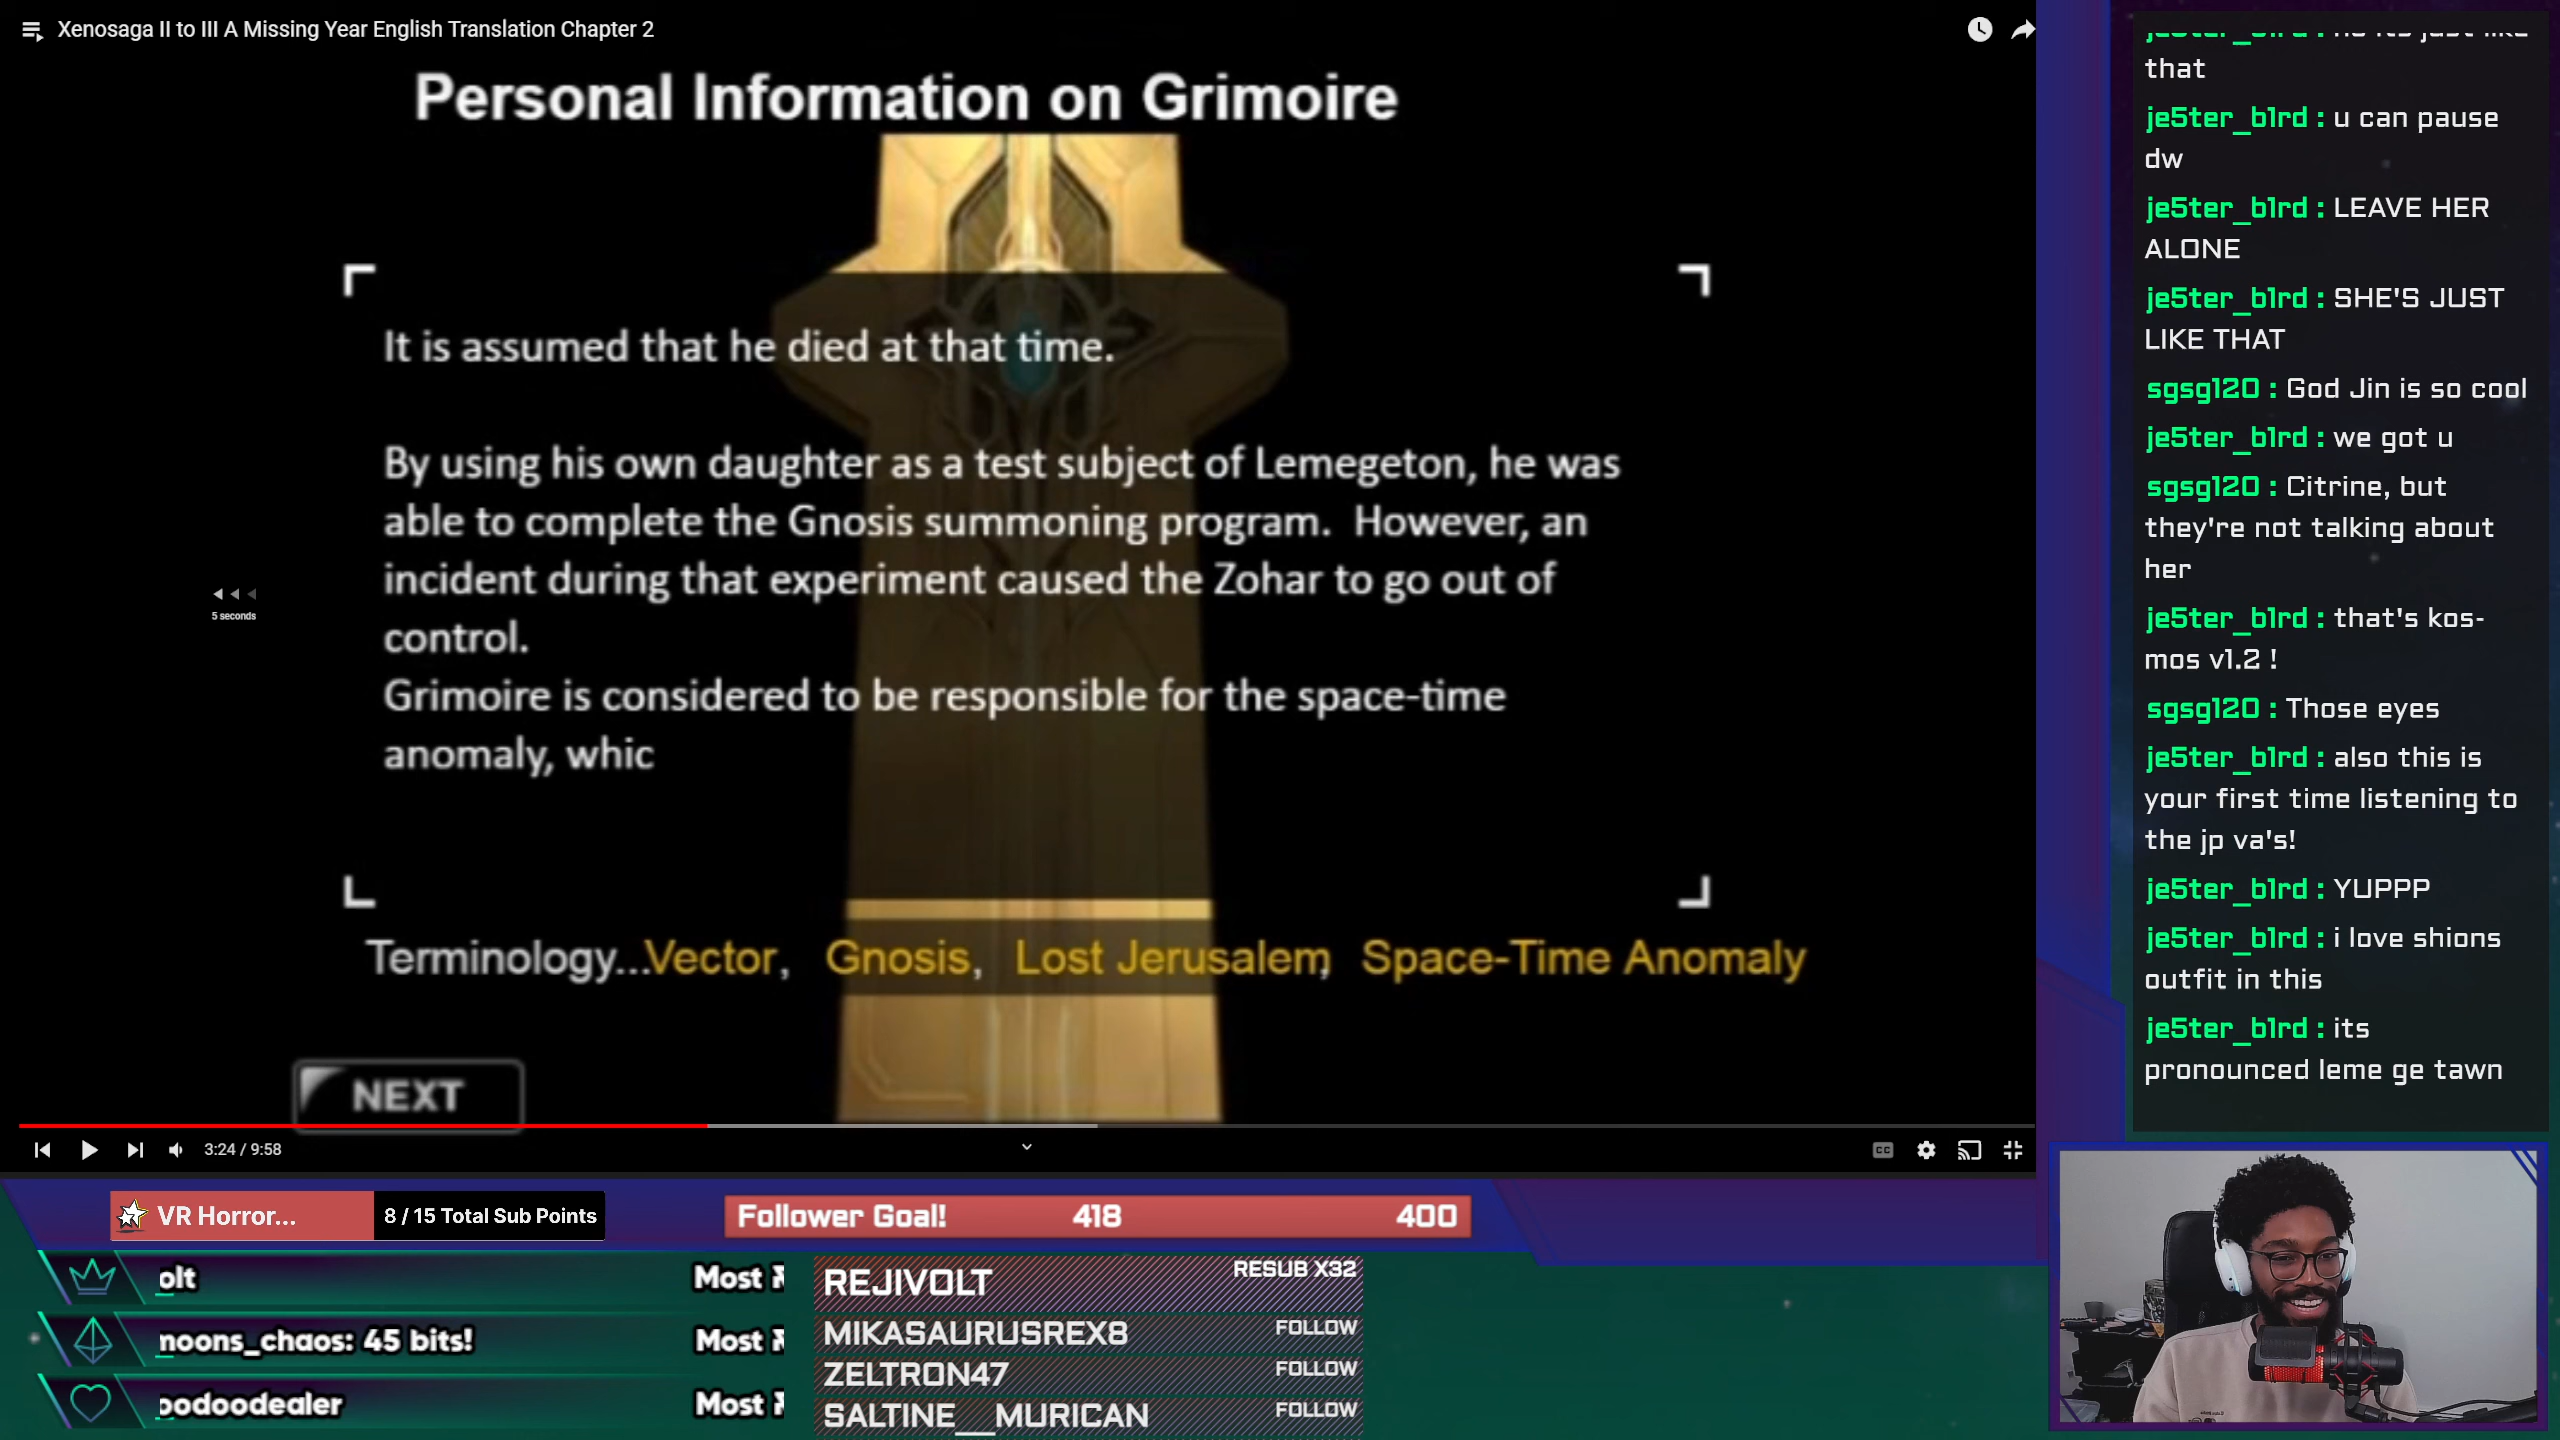 Xenosaga II to III A Missing Year English Translation Chapter 2
Personal Information on Grimoire
It is assumed that he died at that time.
By using his own daughter as a test subject of Lemegeton, he was
able to complete the Gnosis summoning program.  However, an
incident during that experiment caused the Zohar to go out of
control.
Grimoire is considered to be responsible for the space-time
anomaly, whic
5 seconds
Terminology...Vector, Gnosis, Lost Jerusalem, Space-Time Anomaly
NEXT
3:24 / 9:58
CC
that
je5ter_b1rd : u can pause
dw
je5ter_b1rd : LEAVE HER
ALONE
je5ter_b1rd : SHE'S JUST
LIKE THAT
sgsg120 : God Jin is so cool
je5ter_b1rd : we got u
sgsg120 : Citrine, but
they're not talking about
her
je5ter_b1rd : that's kos-
mos v1.2 !
sgsg120 : Those eyes
je5ter_b1rd : also this is
your first time listening to
the jp va's!
je5ter_b1rd : YUPPP
je5ter_b1rd : i love shions
outfit in this
je5ter_b1rd : its
pronounced leme ge tawn
VR Horror... 8 / 15 Total Sub Points
Follower Goal! 418 400
olt Most
noons_chaos: 45 bits! Most
oodoodealer Most
REJIVOLT RESUB X32
MIKASAURUSREX8 FOLLOW
ZELTRON47 FOLLOW
SALTINE__MURICAN FOLLOW